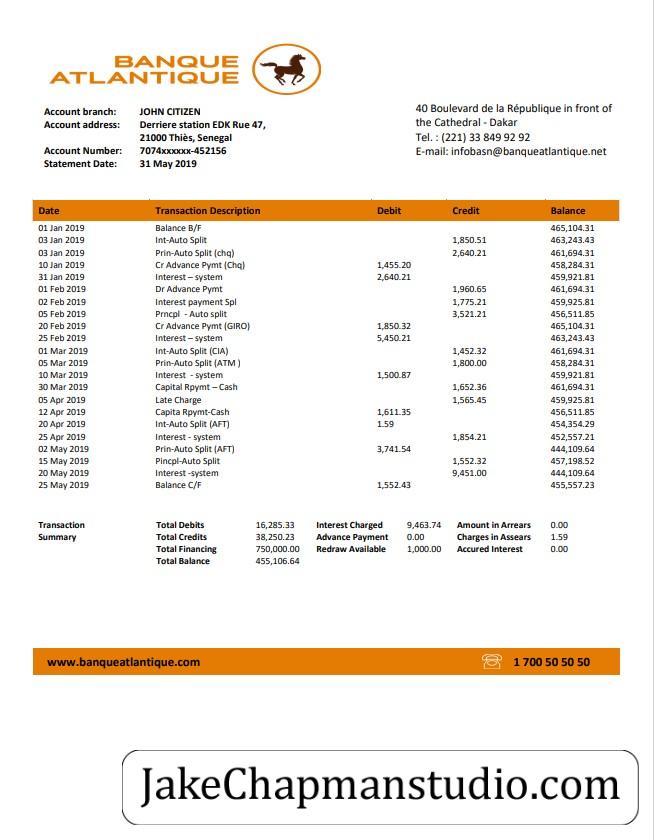 BANQUE
ATLANTIQUE
Account branch: JOHN CITIZEN
Account address: Derriere station EDK Rue 47,
21000 Thiès, Senegal
Account Number: 7074xxxxxx-452156
Statement Date: 31 May 2019
40 Boulevard de la République in front of
the Cathedral - Dakar
Tel. : (221) 33 849 92 92
E-mail: infobasn@banqueatlantique.net
Date Transaction Description Debit Credit Balance
01 Jan 2019 Balance B/F 465,104.31
03 Jan 2019 Int-Auto Split 1,850.51 463,243.43
03 Jan 2019 Prin-Auto Split (chq) 2,640.21 461,694.31
10 Jan 2019 Cr Advance Pymt (Chq) 1,455.20 458,284.31
31 Jan 2019 Interest – system 2,640.21 459,921.81
01 Feb 2019 Dr Advance Pymt 1,960.65 461,694.31
02 Feb 2019 Interest payment Spl 1,775.21 459,925.81
05 Feb 2019 Prncpl - Auto split 3,521.21 456,511.85
20 Feb 2019 Cr Advance Pymt (GIRO) 1,850.32 465,104.31
25 Feb 2019 Interest – system 5,450.21 463,243.43
01 Mar 2019 Int-Auto Split (CIA) 1,452.32 461,694.31
05 Mar 2019 Prin-Auto Split (ATM ) 1,800.00 458,284.31
10 Mar 2019 Interest - system 1,500.87 459,921.81
30 Mar 2019 Capital Rpymt – Cash 1,652.36 461,694.31
05 Apr 2019 Late Charge 1,565.45 459,925.81
12 Apr 2019 Capita Rpymt-Cash 1,611.35 456,511.85
20 Apr 2019 Int-Auto Split (AFT) 1.59 454,354.29
25 Apr 2019 Interest - system 1,854.21 452,557.21
02 May 2019 Prin-Auto Split (AFT) 3,741.54 444,109.64
15 May 2019 Pincpl-Auto Split 1,552.32 457,198.52
20 May 2019 Interest -system 9,451.00 444,109.64
25 May 2019 Balance C/F 1,552.43 455,557.23
Transaction Total Debits 16,285.33 Interest Charged 9,463.74 Amount in Arrears 0.00
Summary Total Credits 38,250.23 Advance Payment 0.00 Charges in Assears 1.59
Total Financing 750,000.00 Redraw Available 1,000.00 Accured Interest 0.00
Total Balance 455,106.64
www.banqueatlantique.com 1 700 50 50 50
JakeChapmanstudio.com